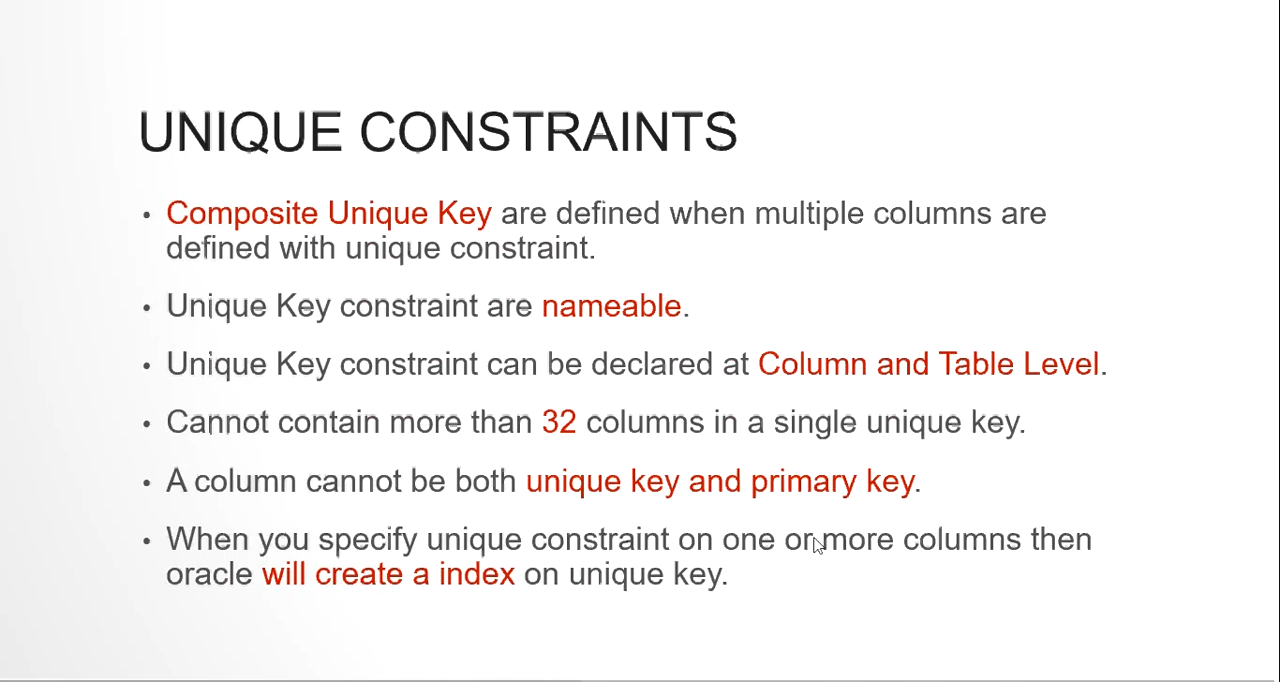 UNIQUE CONSTRAINTS
• Composite Unique Key are defined when multiple columns are
defined with unique constraint.
• Unique Key constraint are nameable.
• Unique Key constraint can be declared at Column and Table Level.
• Cannot contain more than 32 columns in a single unique key.
• A column cannot be both unique key and primary key.
• When you specify unique constraint on one or more columns then
oracle will create a index on unique key.